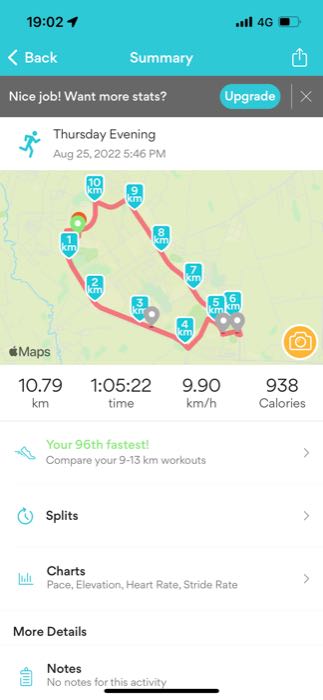 19:02
4G
Back
Summary
Nice job! Want more stats?
Upgrade
Thursday Evening
Aug 25, 2022 5:46 PM
10 km
9 km
1 km
8 km
7 km
2 km
3 km
5 km
6 km
4 km
Maps
10.79
1:05:22
9.90
938
km
time
km/h
Calories
Your 96th fastest!
Compare your 9-13 km workouts
Splits
Charts
Pace, Elevation, Heart Rate, Stride Rate
More Details
Notes
No notes for this activity